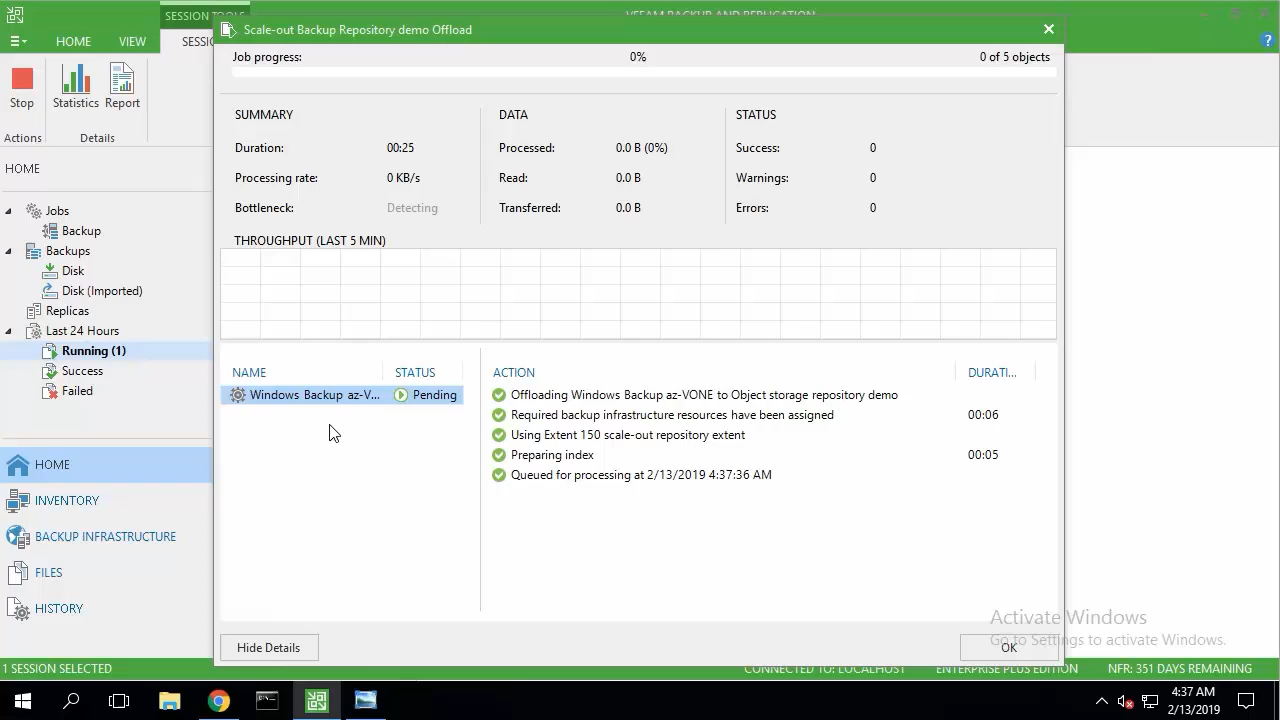 SESSION TOOLS
VEEAM BACKUP AND REPLICATION
HOME VIEW SESSIO
?
Scale-out Backup Repository demo Offload
Job progress: 0% 0 of 5 objects
Stop Statistics Report
Actions Details
SUMMARY DATA STATUS
Duration: 00:25 Processed: 0.0 B (0%) Success: 0
Processing rate: 0 KB/s Read: 0.0 B Warnings: 0
Bottleneck: Detecting Transferred: 0.0 B Errors: 0
THROUGHPUT (LAST 5 MIN)
HOME
Jobs
Backup
Backups
Disk
Disk (Imported)
Replicas
Last 24 Hours
Running (1)
Success
Failed
NAME STATUS ACTION DURATI...
Windows Backup az-V... Pending
Offloading Windows Backup az-VONE to Object storage repository demo
Required backup infrastructure resources have been assigned 00:06
Using Extent 150 scale-out repository extent
Preparing index 00:05
Queued for processing at 2/13/2019 4:37:36 AM
HOME
INVENTORY
BACKUP INFRASTRUCTURE
FILES
HISTORY
Hide Details OK
Activate Windows
Go to Settings to activate Windows.
1 SESSION SELECTED CONNECTED TO: LOCALHOST ENTERPRISE PLUS EDITION NFR: 351 DAYS REMAINING
4:37 AM
2/13/2019